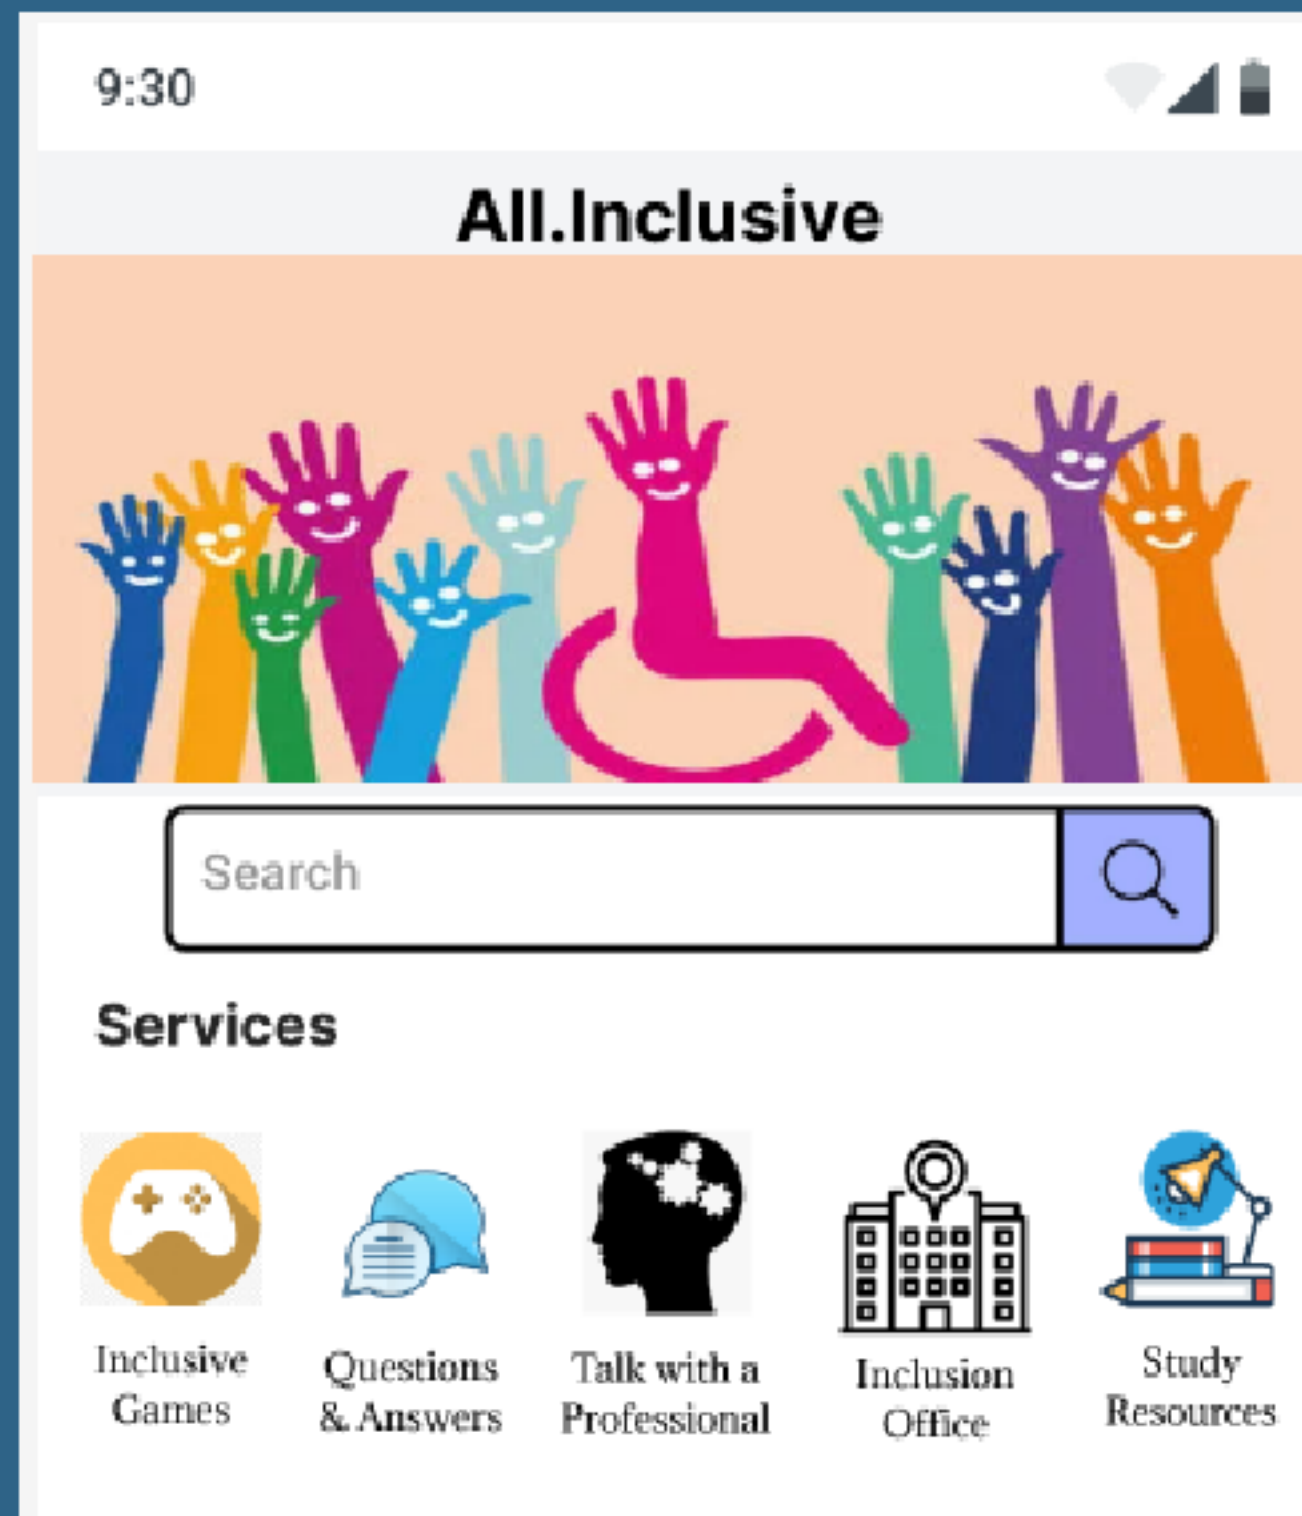 9:30
All.Inclusive
Search
Services
Inclusive
Games
Questions
& Answers
Talk with a
Professional
Inclusion
Office
Study
Resources